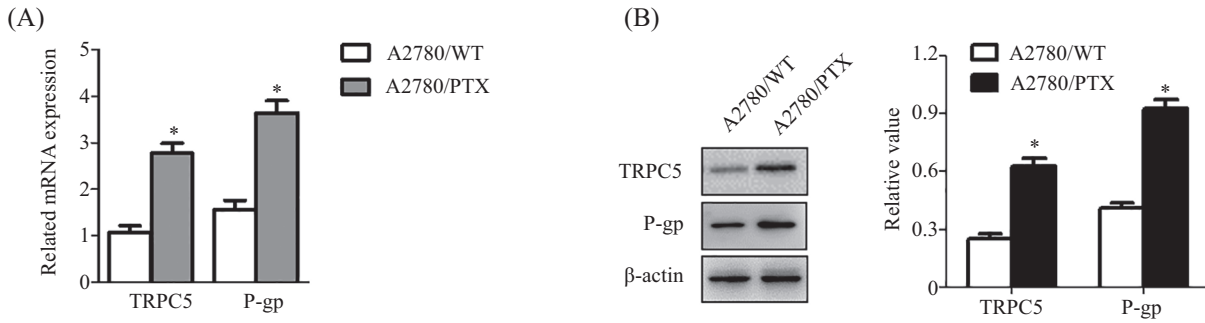 (A)
Related mRNA expression
5
4
3
2
1
0
*
*
TRPC5
P-gp
A2780/WT
A2780/PTX
(B)
A2780/WT
A2780/PTX
TRPC5
P-gp
β-actin
Relative value
1.2
0.9
0.6
0.3
0.0
*
*
TRPC5
P-gp
A2780/WT
A2780/PTX